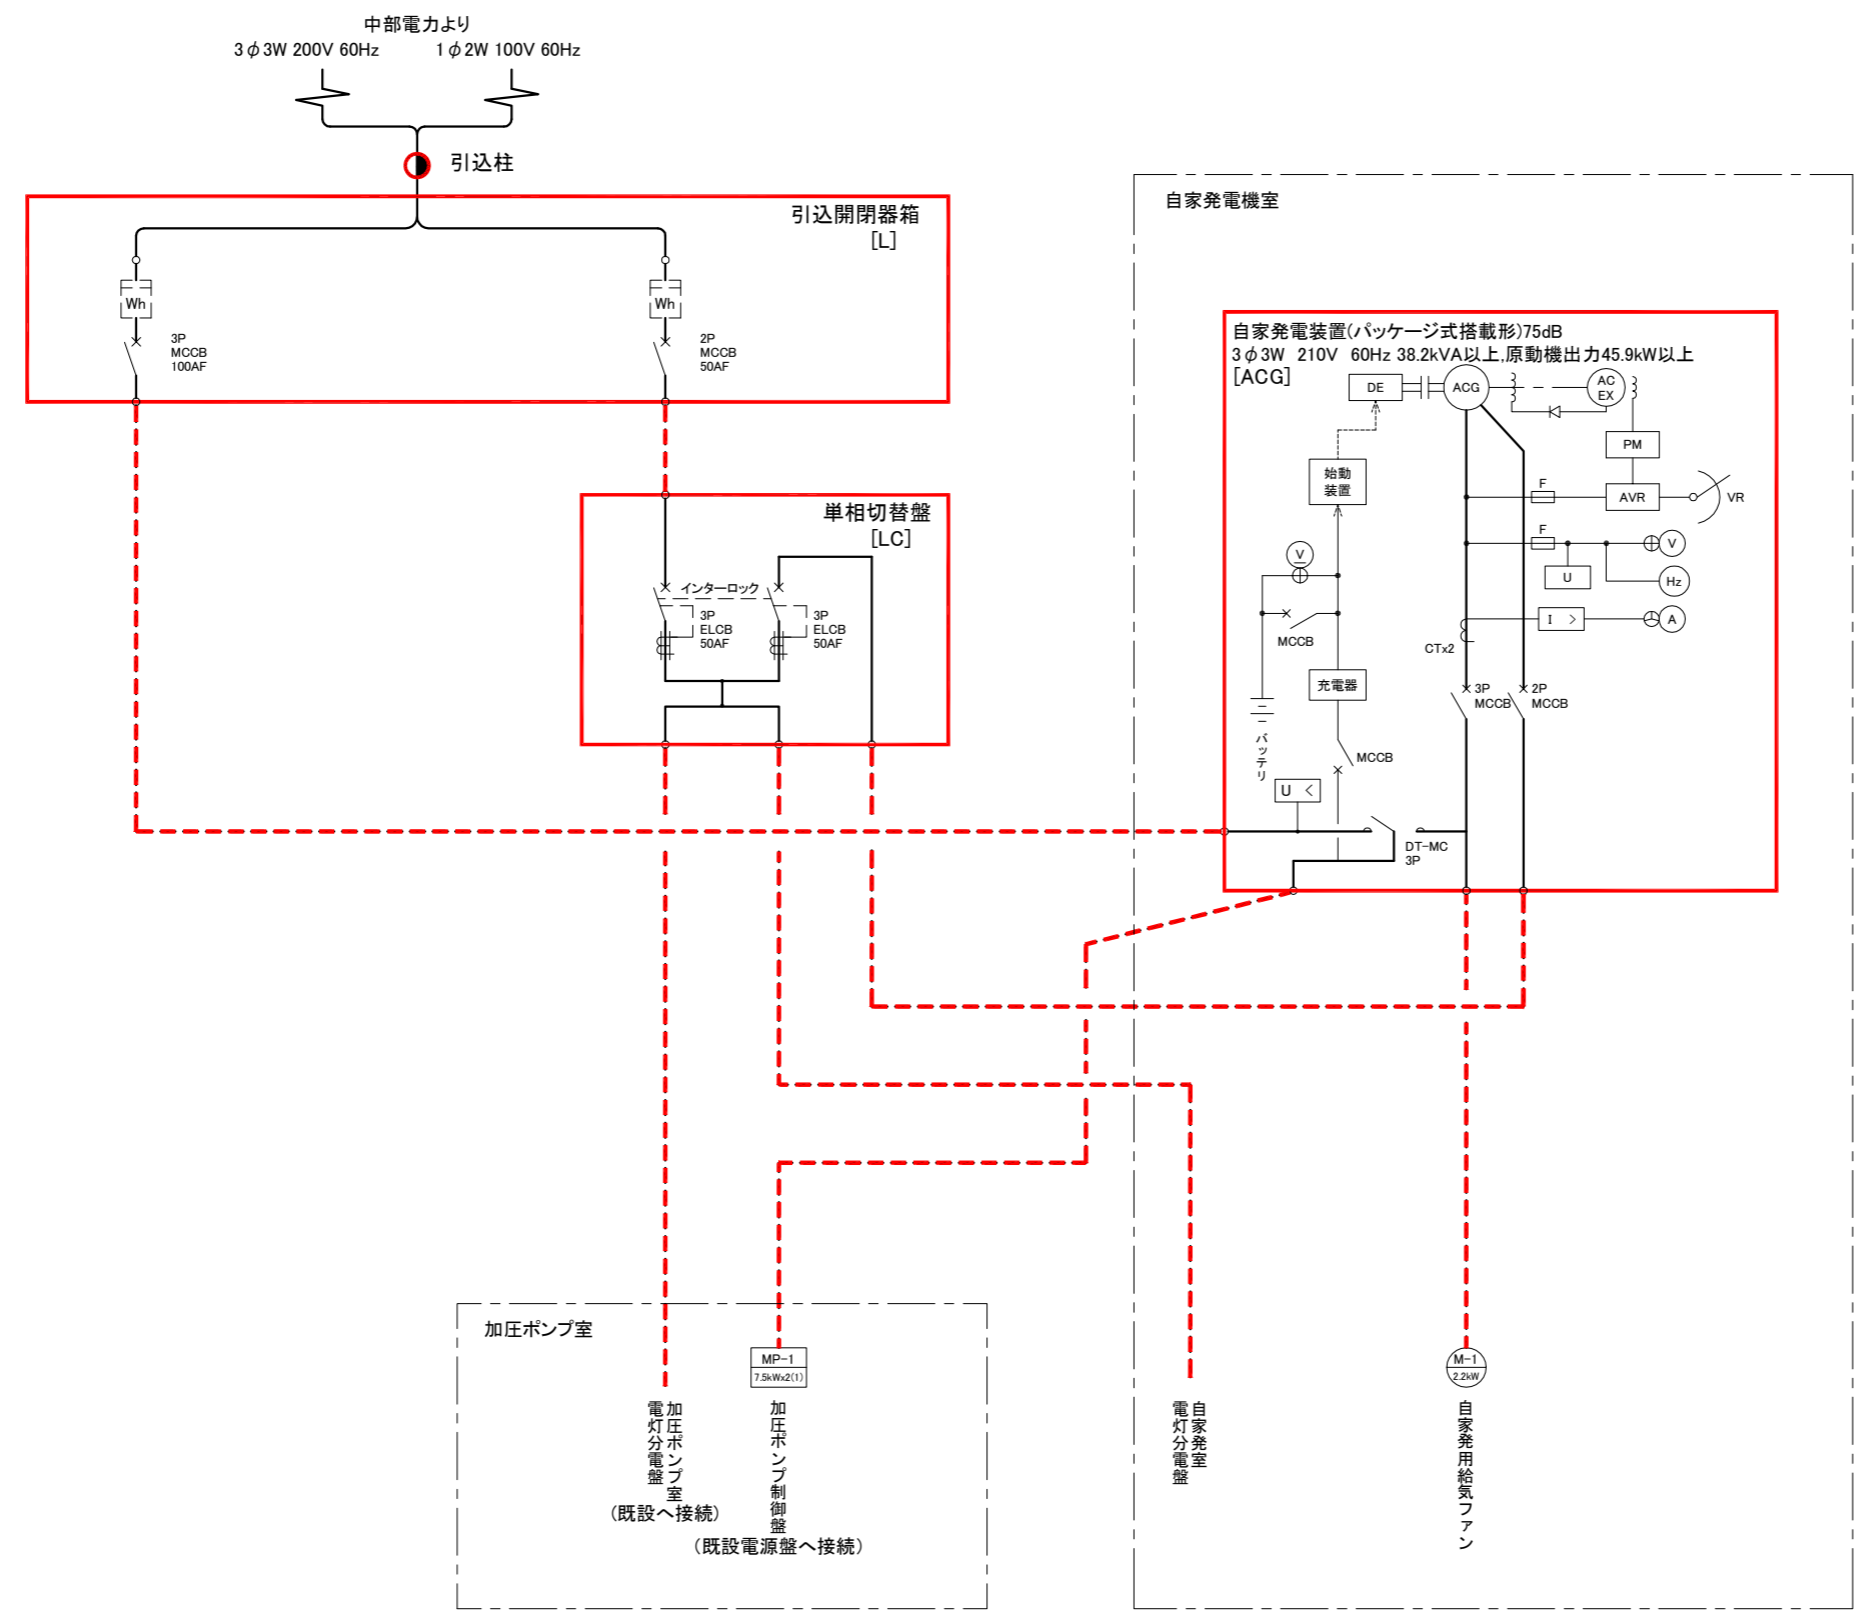 中部電力より
3φ3W 200V 60Hz
1φ2W 100V 60Hz
引込柱
引込開閉器箱
[L]
Wh
3P
MCCB
100AF
Wh
2P
MCCB
50AF
単相切替盤
[LC]
インターロック
3P
ELCB
50AF
3P
ELCB
50AF
自家発電機室
自家発電装置(パッケージ式搭載形)75dB
3φ3W 210V 60Hz 38.2kVA以上,原動機出力45.9kW以上
[ACG]
DE
ACG
AC
EX
PM
始動
装置
F
AVR
VR
F
V
V
U
Hz
I >
A
MCCB
CTx2
充電器
3P
MCCB
2P
MCCB
バッテリ
MCCB
U <
DT-MC
3P
加圧ポンプ室
MP-1
7.5kWx2(1)
M-1
2.2kW
加圧ポンプ室
電灯分電盤
(既設へ接続)
加圧ポンプ制御盤
(既設電源盤へ接続)
自家発室
電灯分電盤
自家発用給気ファン